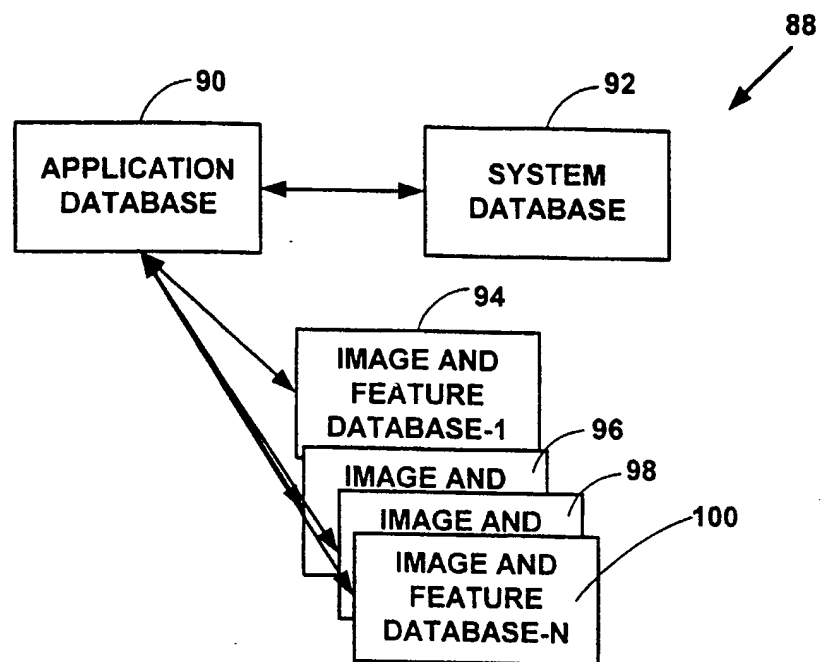 88
90
92
APPLICATION
DATABASE
SYSTEM
DATABASE
94
IMAGE AND
FEATURE
DATABASE-1
96
IMAGE AND
98
IMAGE AND
100
IMAGE AND
FEATURE
DATABASE-N